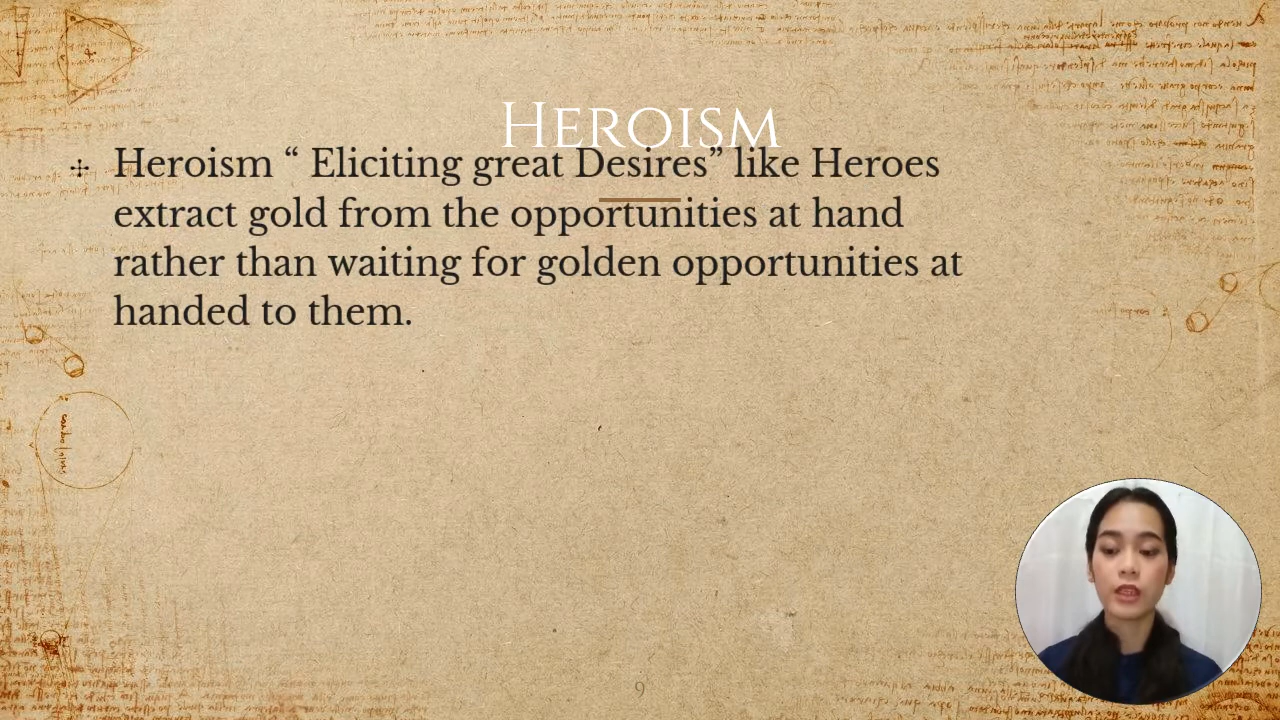 Heroism
Heroism “ Eliciting great Desires” like Heroes
extract gold from the opportunities at hand
rather than waiting for golden opportunities at
handed to them.
9